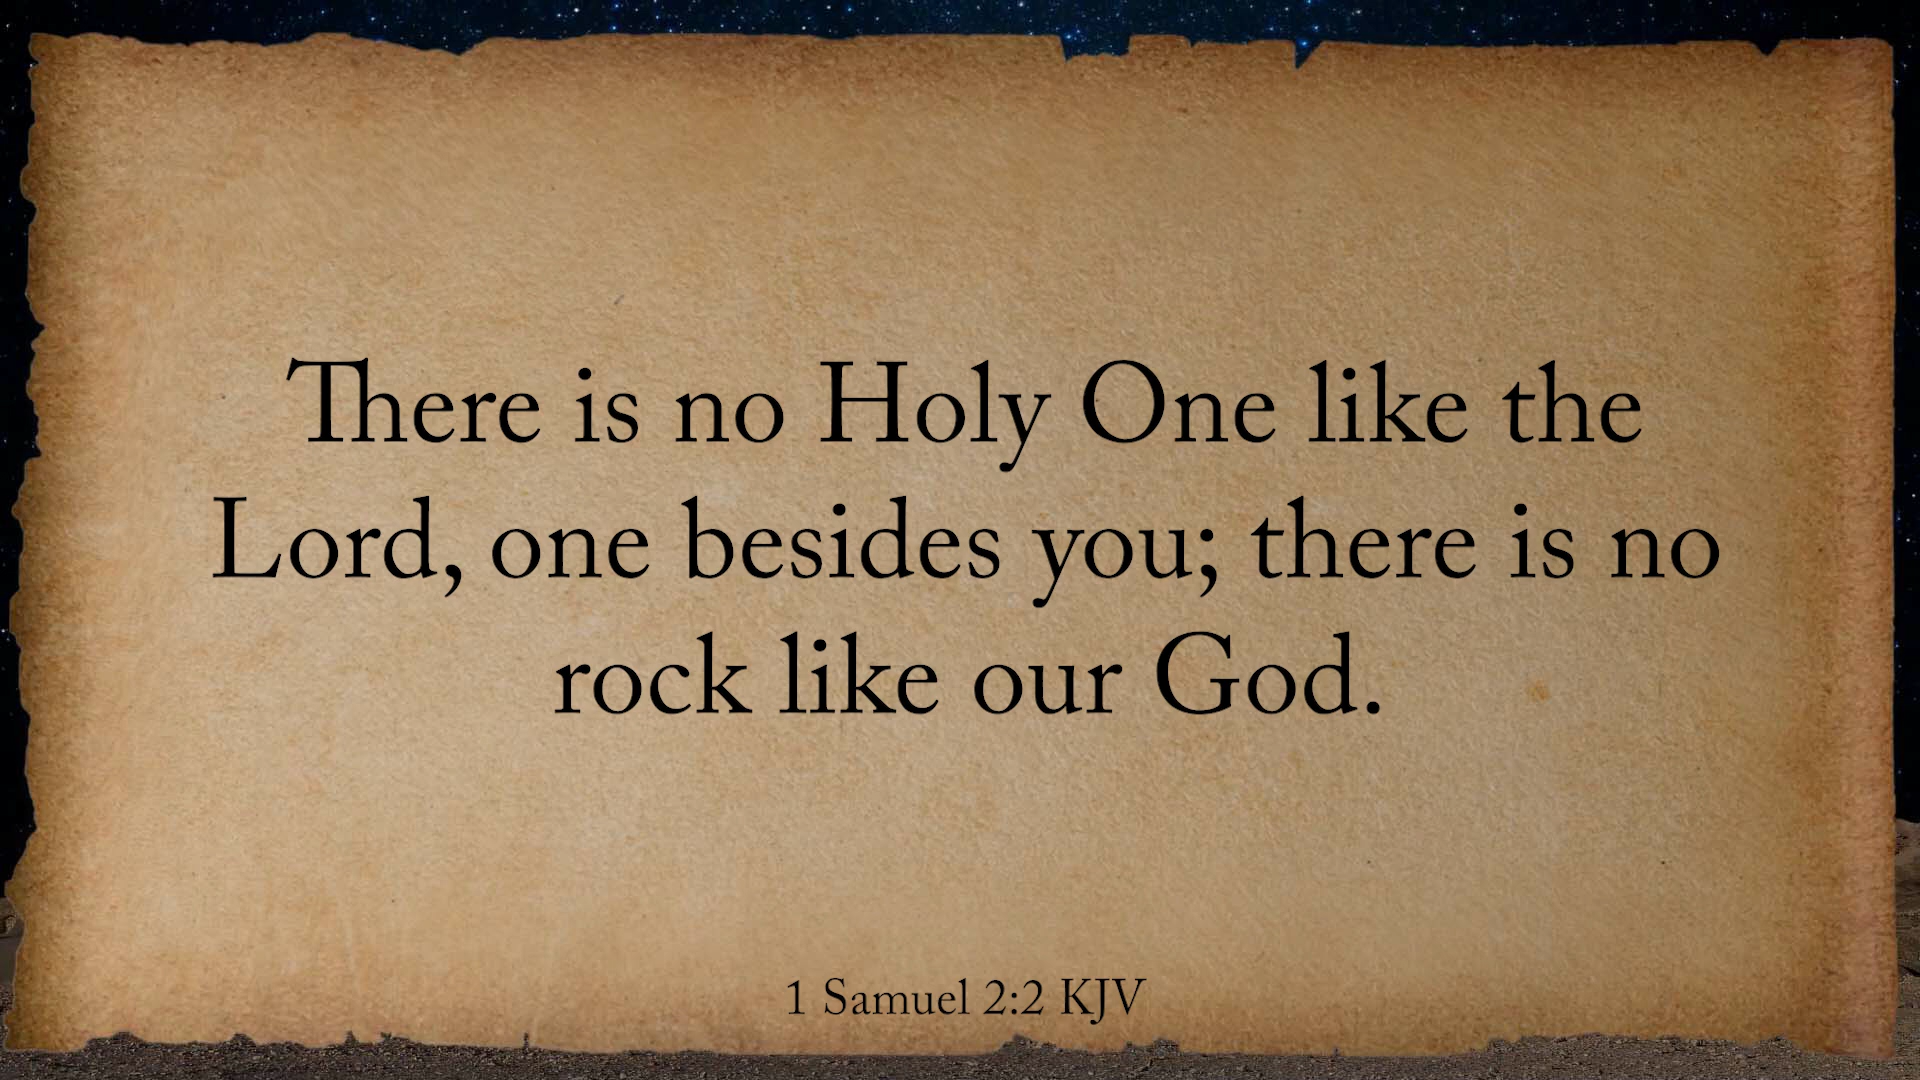 There is no Holy One like the
Lord, one besides you; there is no
rock like our God.
1 Samuel 2:2 KJV